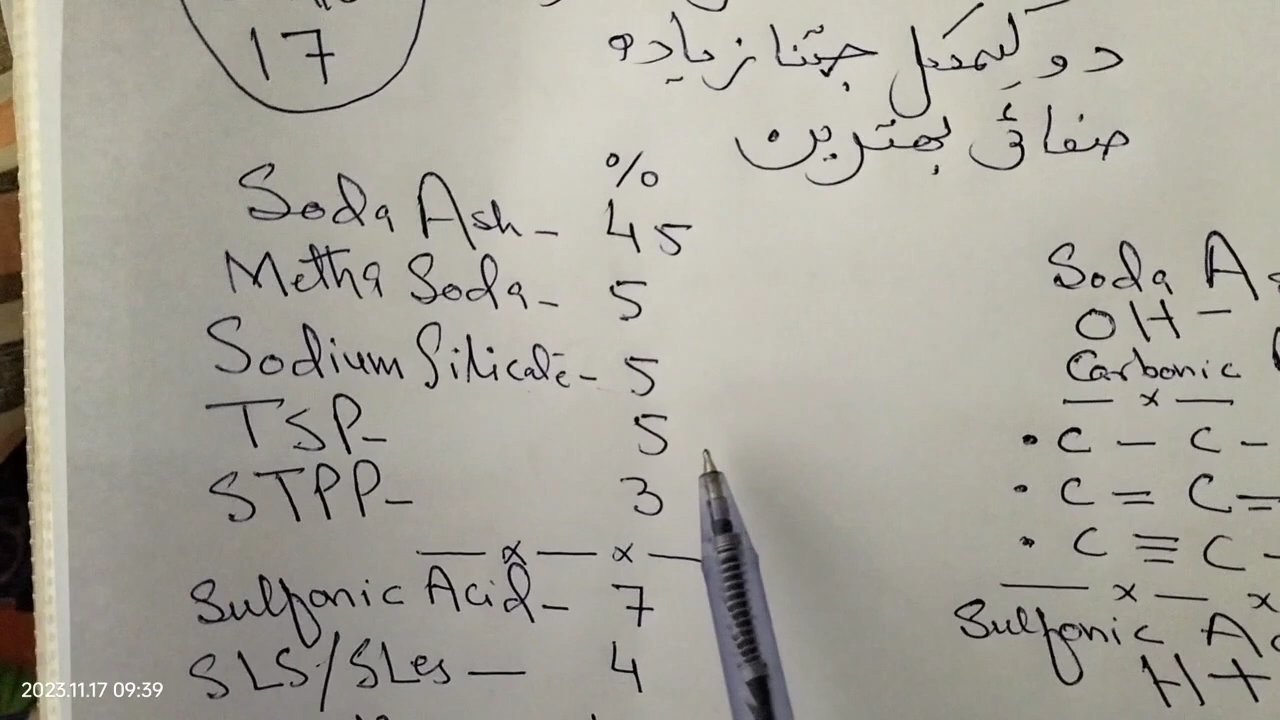 17
دو کیمیکل جتنا زیادہ
صفائی بہترین
%
Soda Ash - 45
Metha Soda - 5
Sodium Silicate - 5
TSP - 5
STPP - 3
— x — x —
Sulfonic Acid - 7
SLS/SLes — 4
Soda A
OH -
Carbonic
— x —
• C - C -
• C = C =
• C ≡ C -
— x — x
Sulfonic A
H+
2023.11.17 09:39